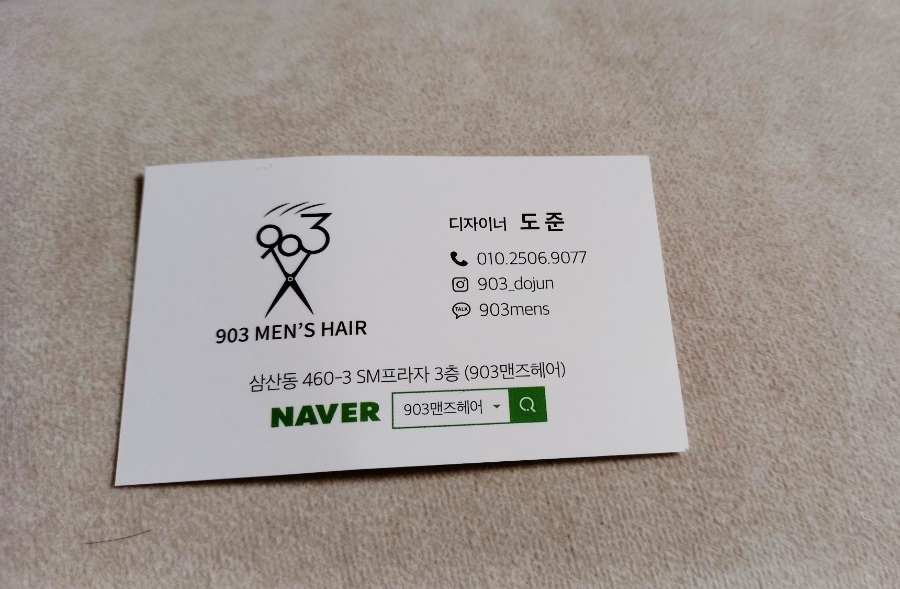 903
903 MEN'S HAIR
디자이너 도준
010.2506.9077
903_dojun
TALK 903mens
삼산동 460-3 SM프라자 3층 (903맨즈헤어)
NAVER 903맨즈헤어